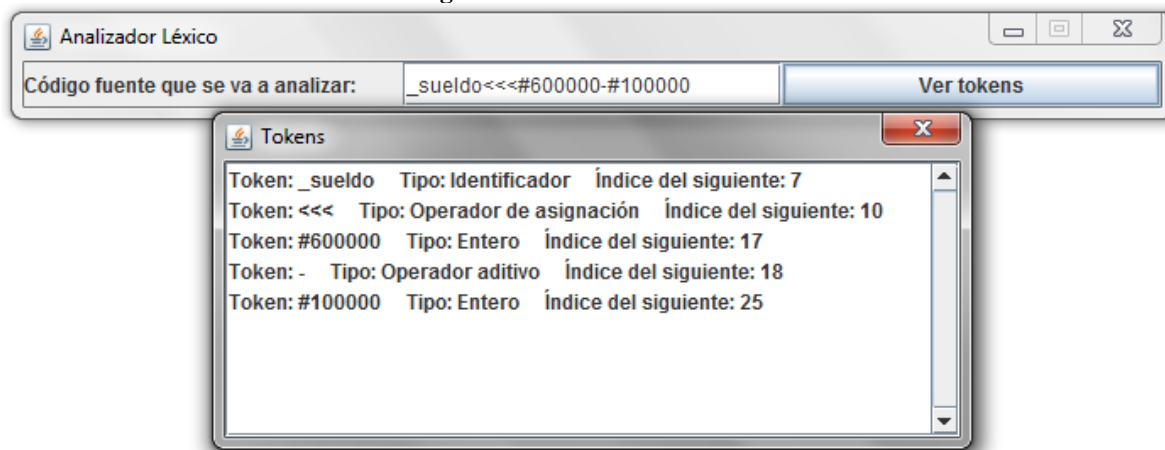 Analizador Léxico
Código fuente que se va a analizar: _sueldo<<<#600000-#100000 Ver tokens
Tokens
Token: _sueldo Tipo: Identificador Índice del siguiente: 7
Token: <<< Tipo: Operador de asignación Índice del siguiente: 10
Token: #600000 Tipo: Entero Índice del siguiente: 17
Token: - Tipo: Operador aditivo Índice del siguiente: 18
Token: #100000 Tipo: Entero Índice del siguiente: 25